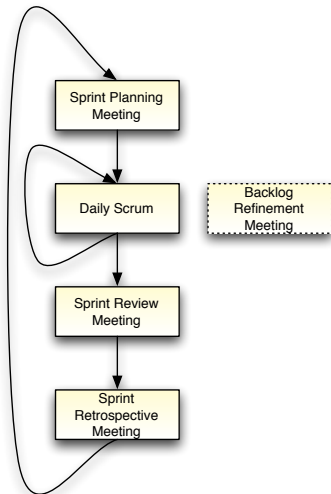 Sprint Planning
Meeting
Daily Scrum
Backlog
Refinement
Meeting
Sprint Review
Meeting
Sprint
Retrospective
Meeting